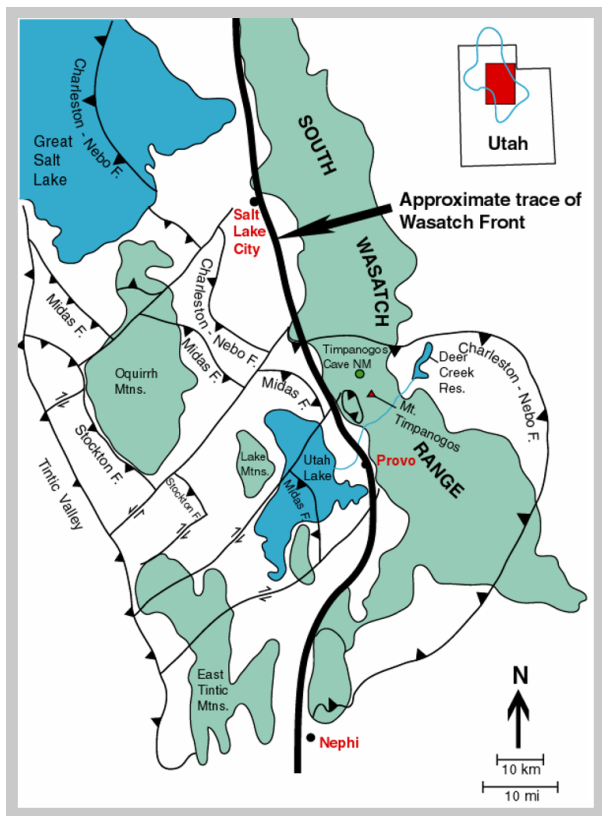 Charleston - Nebo F.
Great
Salt
Lake
SOUTH
Utah
Approximate trace of
Wasatch Front
Salt
Lake
City
WASATCH
Midas F.
Charleston - Nebo F.
Midas F.
Timpanogos
Cave NM
Deer
Creek
Res.
Charleston - Nebo F.
Oquirrh
Mtns.
Midas F.
Mt.
Timpanogos
Stockton F.
Lake
Mtns.
Utah
Lake
Provo
RANGE
Tintic Valley
Stockton F.
Midas F.
East
Tintic
Mtns.
N
Nephi
10 km
10 mi